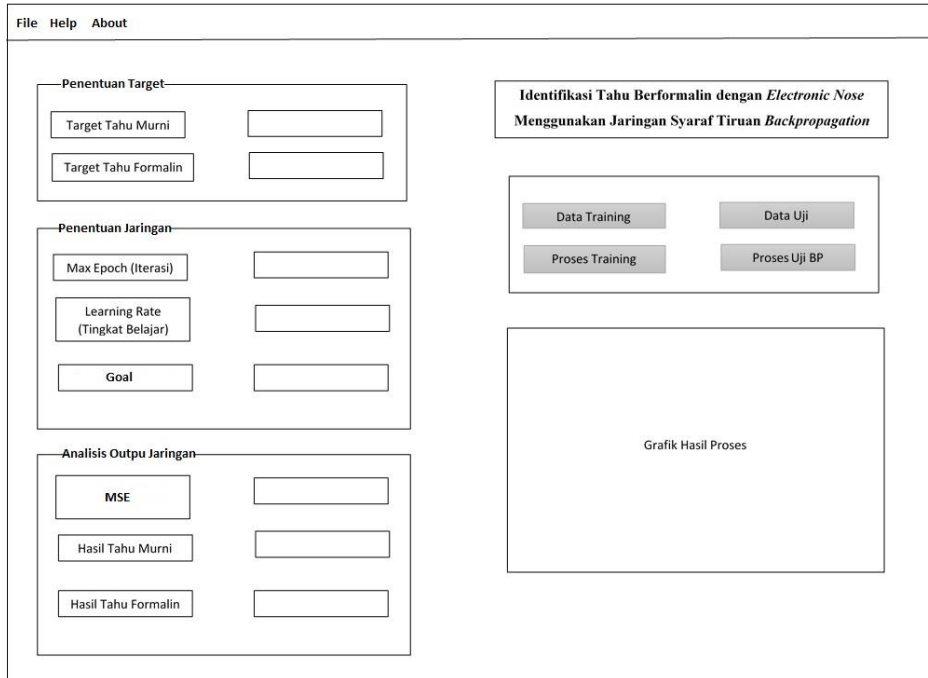 File Help About
Penentuan Target
Target Tahu Murni
Target Tahu Formalin
Penentuan Jaringan
Max Epoch (Iterasi)
Learning Rate
(Tingkat Belajar)
Goal
Analisis Outpu Jaringan
MSE
Hasil Tahu Murni
Hasil Tahu Formalin
Identifikasi Tahu Berformalin dengan Electronic Nose
Menggunakan Jaringan Syaraf Tiruan Backpropagation
Data Training
Data Uji
Proses Training
Proses Uji BP
Grafik Hasil Proses